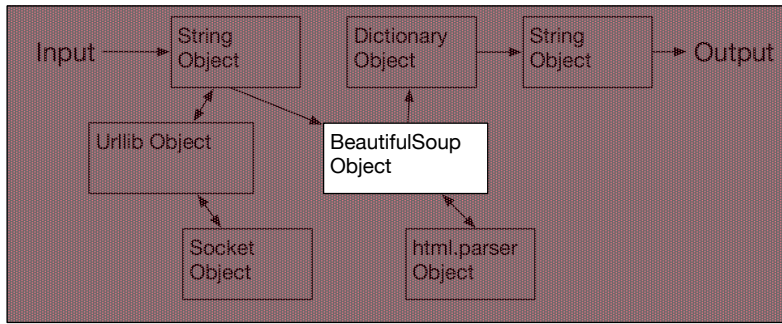 Input
String
Object
Dictionary
Object
String
Object
Output
Urllib Object
BeautifulSoup
Object
Socket
Object
html.parser
Object